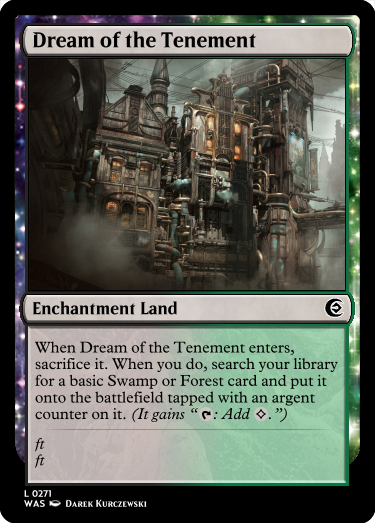 Dream of the Tenement
Enchantment Land
When Dream of the Tenement enters,
sacrifice it. When you do, search your library
for a basic Swamp or Forest card and put it
onto the battlefield tapped with an argent
counter on it. (It gains “: Add .”)
ft
ft
L 0271
WAS DAREK KURCZEWSKI